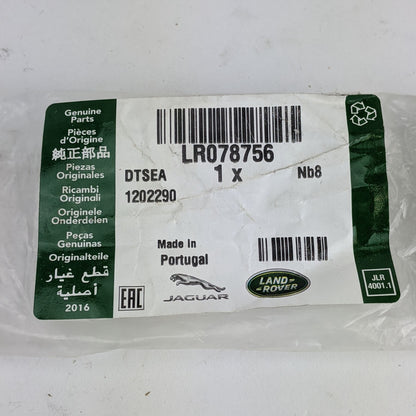 Genuine
Parts
Pièces
d'Origine
純正部品
Piezas
Originales
Ricambi
Originali
Originele
Onderdelen
Peças
Genuinas
Originalteile
قطع غيار
أصلية
2016
LR078756
DTSEA
1 x
Nb8
1202290
Made In
Portugal
EAC
JAGUAR
LAND-
-ROVER
JLR
4001.1